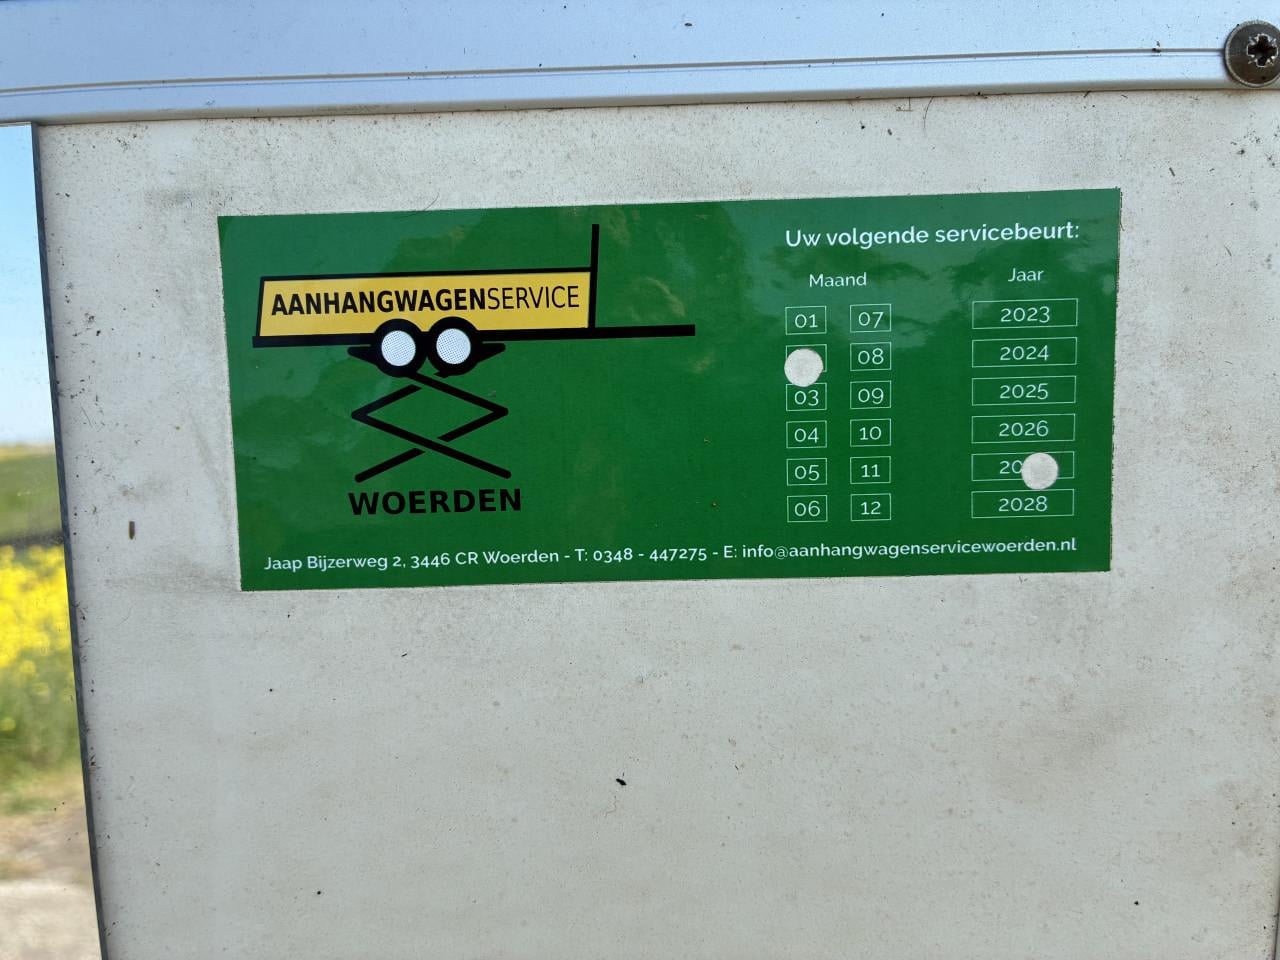 AANHANGWAGENSERVICE
WOERDEN
Uw volgende servicebeurt:
Maand Jaar
01 07 2023
08 2024
03 09 2025
04 10 2026
05 11 20
06 12 2028
Jaap Bijzerweg 2, 3446 CR Woerden - T: 0348 - 447275 - E: info@aanhangwagenservicewoerden.nl